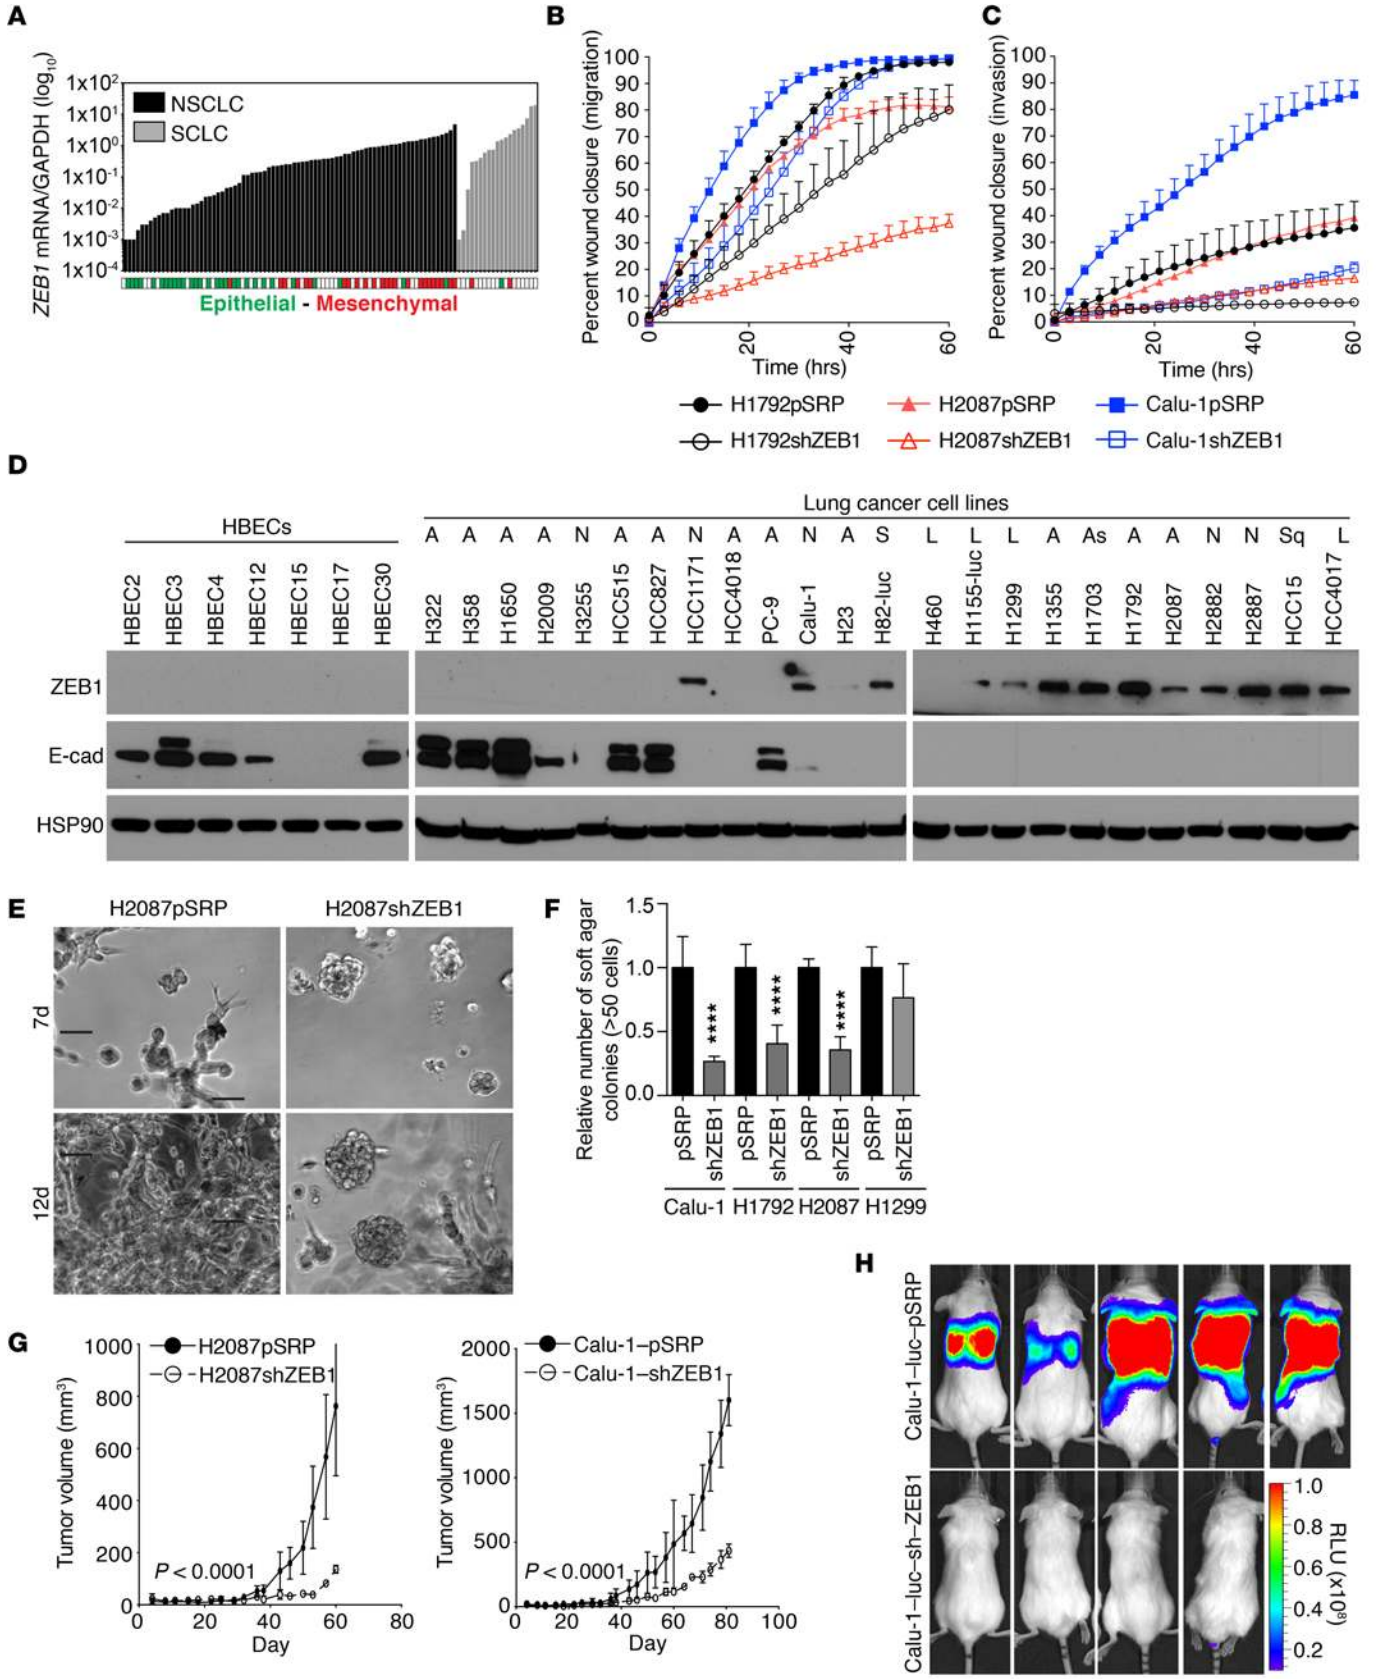 A
ZEB1 mRNA/GAPDH (log10)
1x10²
1x10¹
1x10⁰
1x10⁻¹
1x10⁻²
1x10⁻³
1x10⁻⁴
NSCLC
SCLC
Epithelial - Mesenchymal
B
Percent wound closure (migration)
100
90
80
70
60
50
40
30
20
10
0
0 20 40 60
Time (hrs)
C
Percent wound closure (invasion)
100
90
80
70
60
50
40
30
20
10
0
0 20 40 60
Time (hrs)
H1792pSRP H2087pSRP Calu-1pSRP
H1792shZEB1 H2087shZEB1 Calu-1shZEB1
D
HBECs
Lung cancer cell lines
A A A A N A A N A A N A S L L L A As A A N N Sq L
HBEC2 HBEC3 HBEC4 HBEC12 HBEC15 HBEC17 HBEC30 H322 H358 H1650 H2009 H3255 HCC515 HCC827 HCC1171 HCC4018 PC-9 Calu-1 H23 H82-luc H460 H1155-luc H1299 H1355 H1703 H1792 H2087 H2882 H2887 HCC15 HCC4017
ZEB1
E-cad
HSP90
E
H2087pSRP H2087shZEB1
7d
12d
F
Relative number of soft agar
colonies (>50 cells)
1.5
1.0
0.5
0.0
**** **** ****
pSRP shZEB1 pSRP shZEB1 pSRP shZEB1 pSRP shZEB1
Calu-1 H1792 H2087 H1299
G
Tumor volume (mm³)
1000
800
600
400
200
0
H2087pSRP
H2087shZEB1
P < 0.0001
0 20 40 60 80
Day
Tumor volume (mm³)
2000
1500
1000
500
0
Calu-1–pSRP
Calu-1–shZEB1
P < 0.0001
0 20 40 60 80 100
Day
H
Calu-1–luc–pSRP
Calu-1–luc–sh–ZEB1
1.0
0.8
0.6
0.4
0.2
RLU (x10⁸)